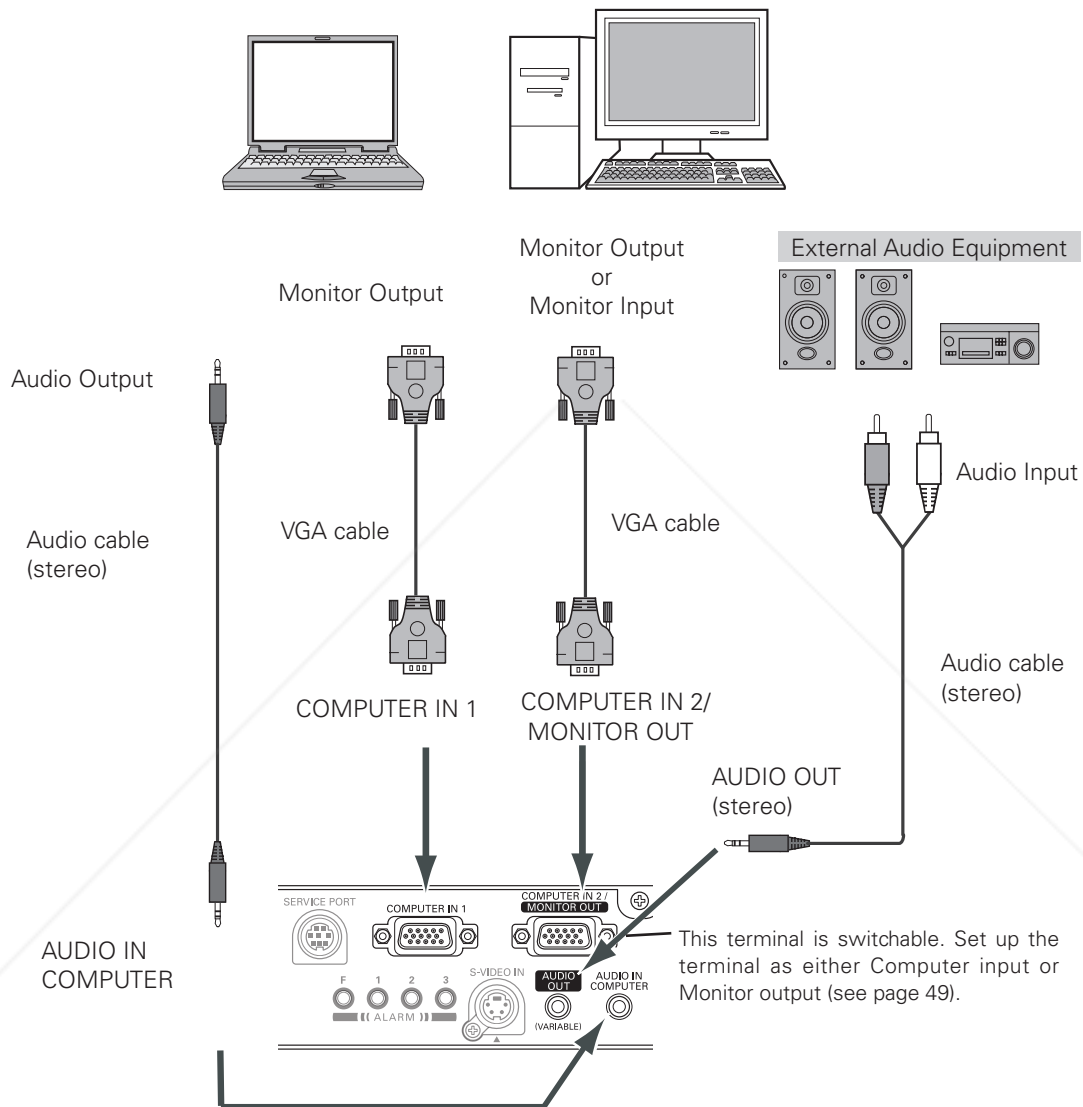 Monitor Output
or
Monitor Input
External Audio Equipment
Monitor Output
Audio Output
Audio Input
VGA cable
VGA cable
Audio cable
(stereo)
Audio cable
(stereo)
COMPUTER IN 1
COMPUTER IN 2/
MONITOR OUT
AUDIO OUT
(stereo)
SERVICE PORT
COMPUTER IN 1
COMPUTER IN 2 /
MONITOR OUT
AUDIO IN
COMPUTER
This terminal is switchable. Set up the
terminal as either Computer input or
Monitor output (see page 49).
F 1 2 3
ALARM
S-VIDEO IN
AUDIO
OUT
(VARIABLE)
AUDIO IN
COMPUTER